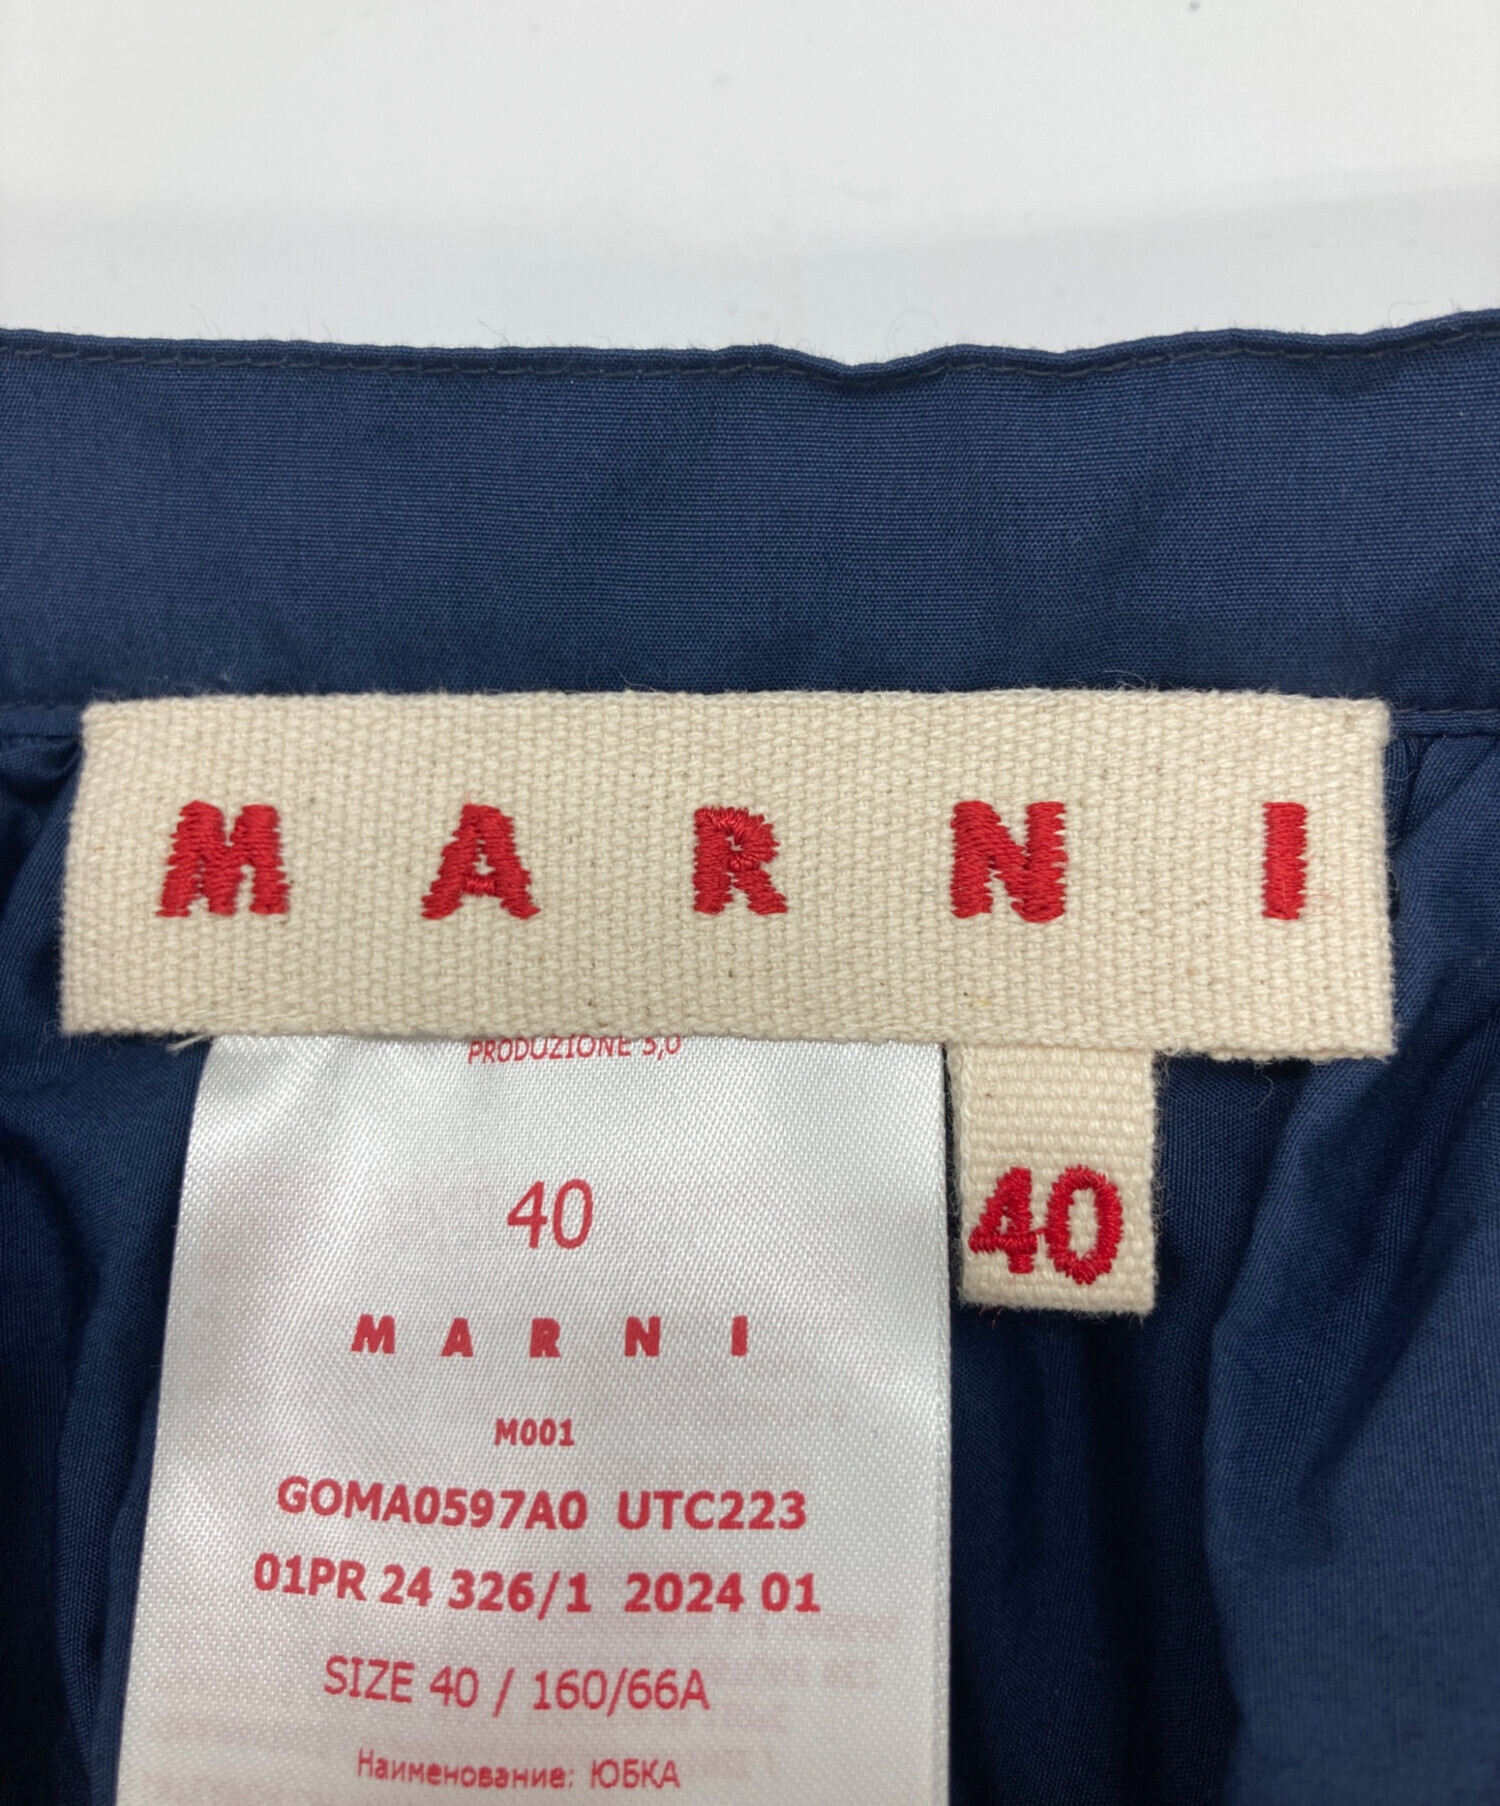 MARNI
PRODUZIONE 3,0
40
40
MARNI
M001
GOMA0597A0 UTC223
01PR 24 326/1 2024 01
SIZE 40 / 160/66A
Наименование: ЮБКА